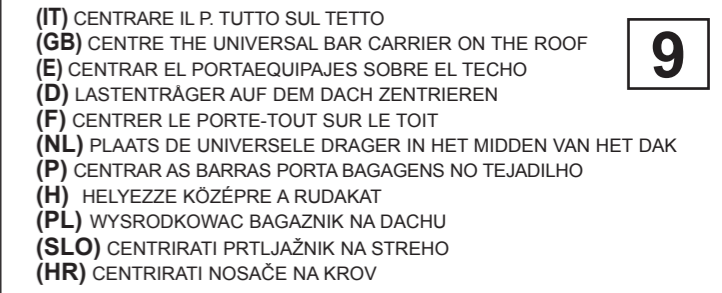 (IT) CENTRARE IL P. TUTTO SUL TETTO
(GB) CENTRE THE UNIVERSAL BAR CARRIER ON THE ROOF
(E) CENTRAR EL PORTAEQUIPAJES SOBRE EL TECHO
(D) LASTENTRÅGER AUF DEM DACH ZENTRIEREN
(F) CENTRER LE PORTE-TOUT SUR LE TOIT
(NL) PLAATS DE UNIVERSELE DRAGER IN HET MIDDEN VAN HET DAK
(P) CENTRAR AS BARRAS PORTA BAGAGENS NO TEJADILHO
(H) HELYEZZE KÖZÉPRE A RUDAKAT
(PL) WYSRODKOWAC BAGAZNIK NA DACHU
(SLO) CENTRIRATI PRTLJAŽNIK NA STREHO
(HR) CENTRIRATI NOSAČE NA KROV
9